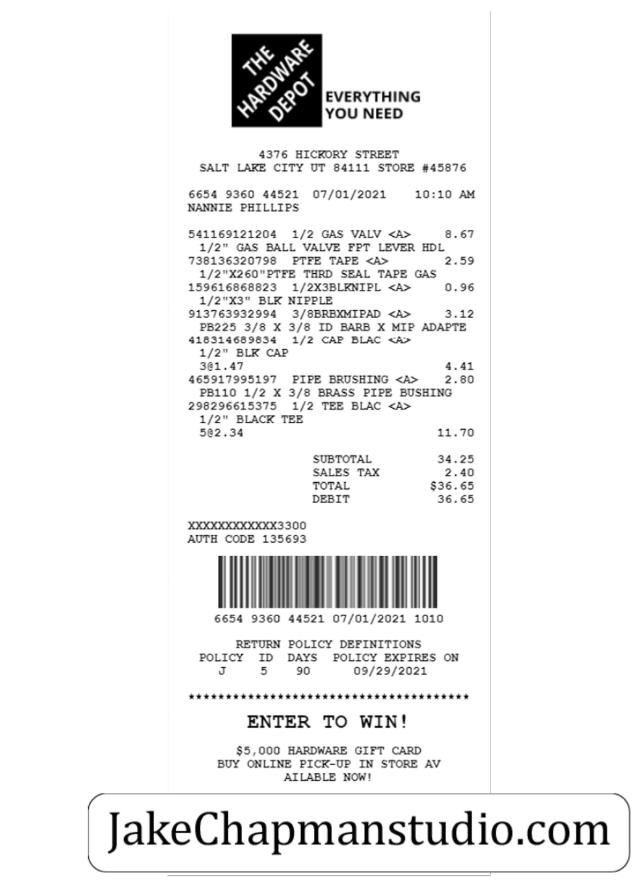 THE
HARDWARE
DEPOT
EVERYTHING
YOU NEED
4376 HICKORY STREET
SALT LAKE CITY UT 84111 STORE #45876
6654 9360 44521 07/01/2021 10:10 AM
NANNIE PHILLIPS
541169121204 1/2 GAS VALV <A> 8.67
1/2" GAS BALL VALVE FPT LEVER HDL
738136320798 PTFE TAPE <A> 2.59
1/2"X260"PTFE THRD SEAL TAPE GAS
159616868823 1/2X3BLKNIPL <A> 0.96
1/2"X3" BLK NIPPLE
913763932994 3/8BRBXMIPAD <A> 3.12
PB225 3/8 X 3/8 ID BARB X MIP ADAPTE
418314689834 1/2 CAP BLAC <A>
1/2" BLK CAP
3@1.47 4.41
465917995197 PIPE BRUSHING <A> 2.80
PB110 1/2 X 3/8 BRASS PIPE BUSHING
298296615375 1/2 TEE BLAC <A>
1/2" BLACK TEE
5@2.34 11.70
SUBTOTAL 34.25
SALES TAX 2.40
TOTAL $36.65
DEBIT 36.65
XXXXXXXXXXXX3300
AUTH CODE 135693
6654 9360 44521 07/01/2021 1010
RETURN POLICY DEFINITIONS
POLICY ID DAYS POLICY EXPIRES ON
J 5 90 09/29/2021
****************************************
ENTER TO WIN!
$5,000 HARDWARE GIFT CARD
BUY ONLINE PICK-UP IN STORE AV
AILABLE NOW!
JakeChapmanstudio.com